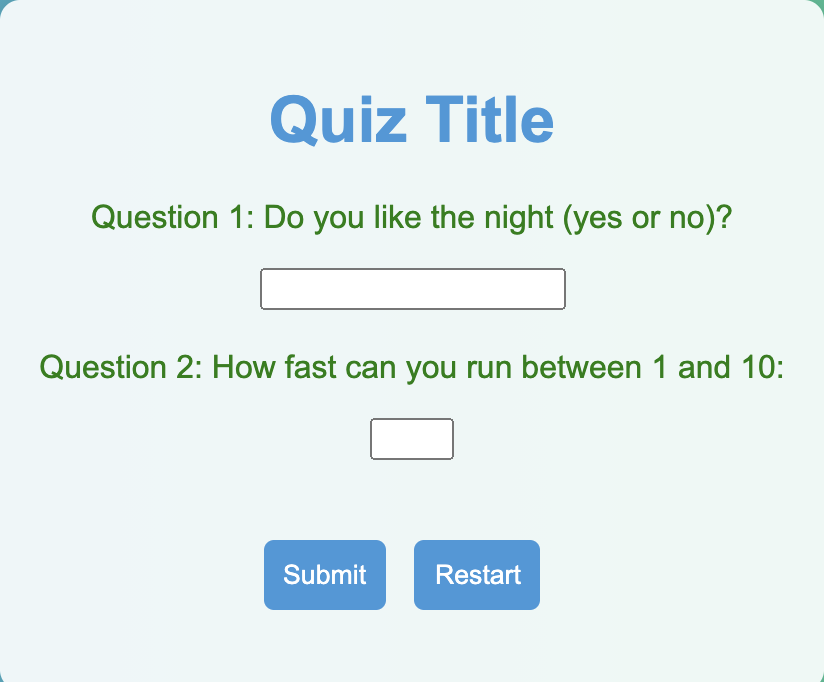 Quiz Title
Question 1: Do you like the night (yes or no)?
Question 2: How fast can you run between 1 and 10:
Submit Restart